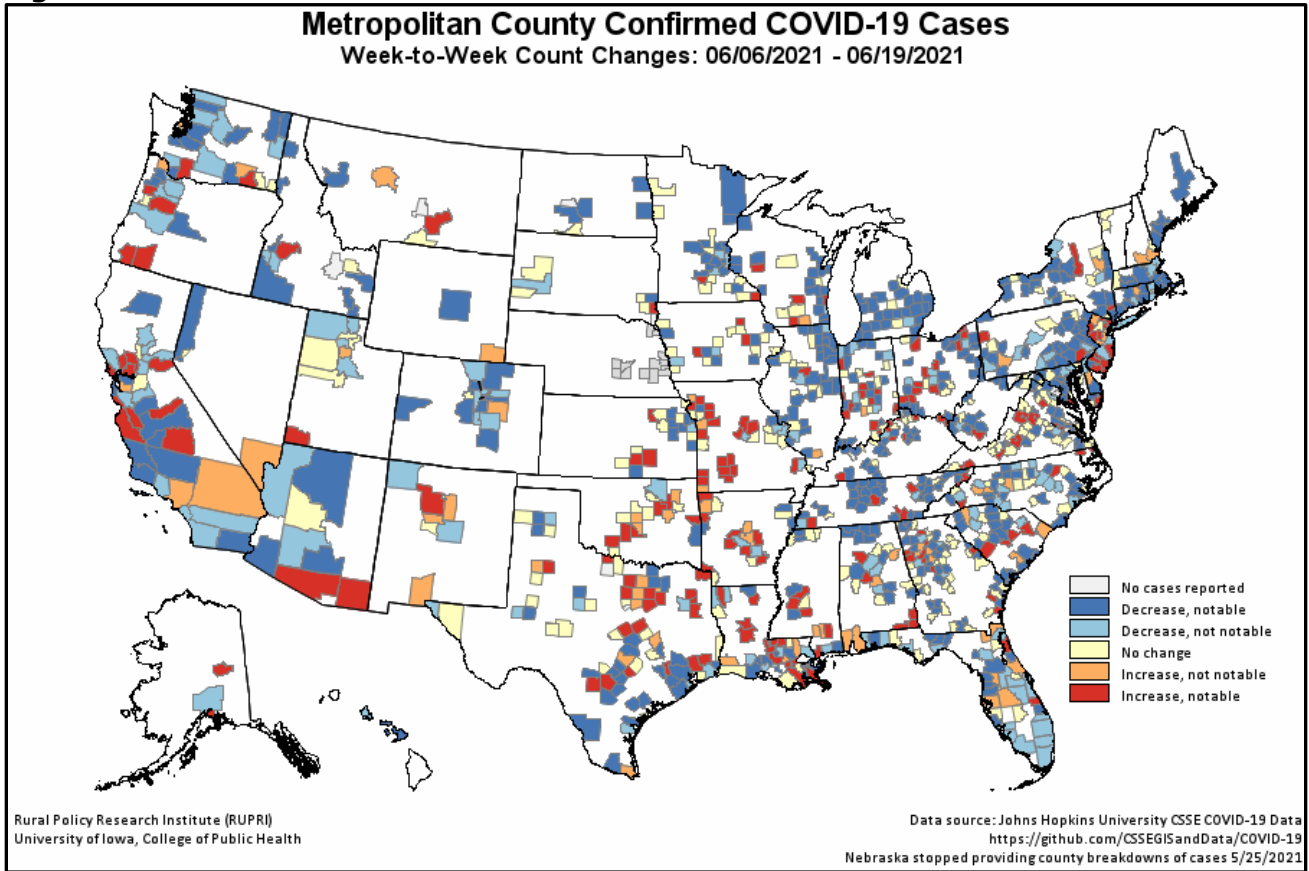 Metropolitan County Confirmed COVID-19 Cases
Week-to-Week Count Changes: 06/06/2021 - 06/19/2021
No cases reported
Decrease, notable
Decrease, not notable
No change
Increase, not notable
Increase, notable
Rural Policy Research Institute (RUPRI)
University of Iowa, College of Public Health
Data source: Johns Hopkins University CSSE COVID-19 Data
https://github.com/CSSEGISandData/COVID-19
Nebraska stopped providing county breakdowns of cases 5/25/2021